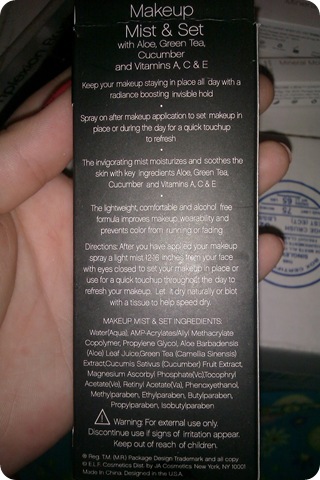 Makeup
Mist & Set
with Aloe, Green Tea,
Cucumber
and Vitamins A, C & E
Keep your makeup staying in place all day with a
radiance boosting invisible hold
•
Spray on after makeup application to set makeup in
place or during the day for a quick touchup
to refresh
•
The invigorating mist moisturizes and soothes the
skin with key ingredients Aloe, Green Tea,
Cucumber and Vitamins A, C & E
•
The lightweight, comfortable and alcohol free
formula improves makeup wearability and
prevents color from running or fading
Directions: After you have applied your makeup
spray a light mist 12-16 inches from your face
with eyes closed to set your makeup in place or
use for a quick touchup throughout the day to
refresh your makeup. Let it dry naturally or blot
with a tissue to help speed dry.
MAKEUP MIST & SET INGREDIENTS:
Water(Aqua), AMP-Acrylates/Allyl Methacrylate
Copolymer, Propylene Glycol, Aloe Barbadensis
(Aloe) Leaf Juice,Green Tea (Camellia Sinensis)
Extract,Cucumis Sativus (Cucumber) Fruit Extract,
Magnesium Ascorbyl Phosphate(Vc)Tocophryl
Acetate(Ve), Retinyl Acetate(Va), Phenoxyethanol,
Methylparaben, Ethylparaben, Butylparaben,
Propylparaben, Isobutylparaben
Warning: For external use only.
Discontinue use if signs of irritation appear.
Keep out of reach of children.
® Reg. T.M. (M.R.) Package Design Trademark and all copy
© E.L.F. Cosmetics Dist. by JA Cosmetics New York, NY 10001
Made In China. Designed in the U.S.A.